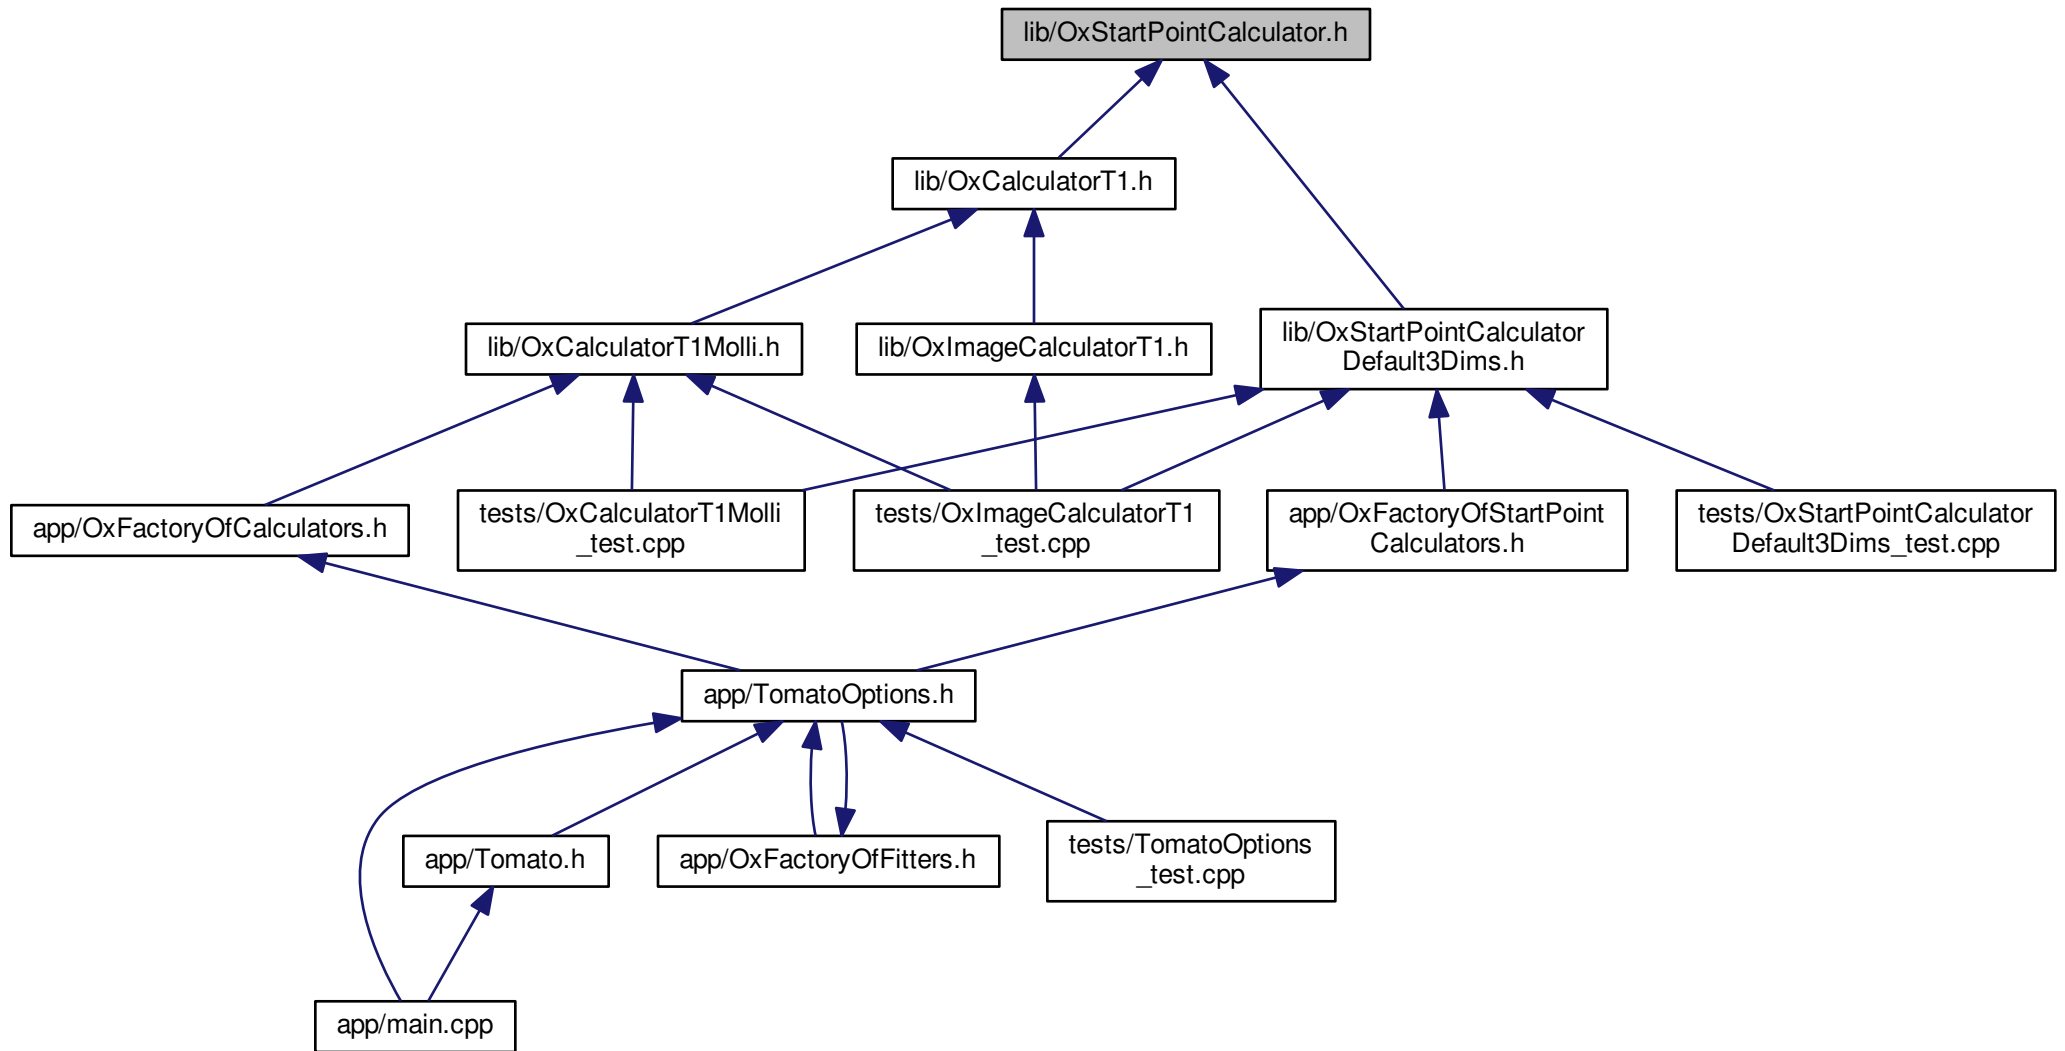 lib/OxStartPointCalculator.h
lib/OxCalculatorT1.h
lib/OxCalculatorT1Molli.h
lib/OxImageCalculatorT1.h
lib/OxStartPointCalculator
Default3Dims.h
app/OxFactoryOfCalculators.h
tests/OxCalculatorT1Molli
_test.cpp
tests/OxImageCalculatorT1
_test.cpp
app/OxFactoryOfStartPoint
Calculators.h
tests/OxStartPointCalculator
Default3Dims_test.cpp
app/TomatoOptions.h
app/Tomato.h
app/OxFactoryOfFitters.h
tests/TomatoOptions
_test.cpp
app/main.cpp